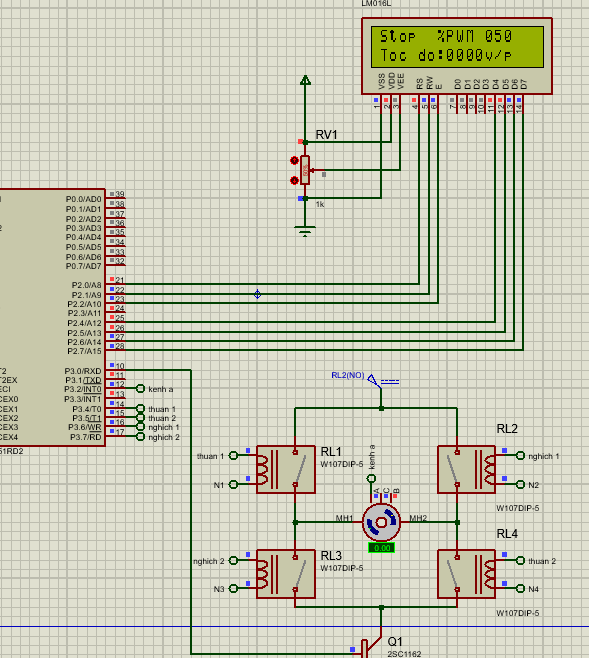 LM016L
Stop %PWM 050
Toc do:0000v/p
VSS VDD VEE RS RW E D0 D1 D2 D3 D4 D5 D6 D7
1 2 3 4 5 6 7 8 9 10 11 12 13 14
RV1
1k
P0.0/AD0 39
P0.1/AD1 38
P0.2/AD2 37
P0.3/AD3 36
P0.4/AD4 35
P0.5/AD5 34
P0.6/AD6 33
P0.7/AD7 32
P2.0/A8 21
P2.1/A9 22
P2.2/A10 23
P2.3/A11 24
P2.4/A12 25
P2.5/A13 26
P2.6/A14 27
P2.7/A15 28
T2 P3.0/RXD 10
T2EX P3.1/TXD 11
ECI P3.2/INT0 12 kenh a
CEX0 P3.3/INT1 13
CEX1 P3.4/T0 14 thuan 1
CEX2 P3.5/T1 15 thuan 2
CEX3 P3.6/WR 16 nghich 1
CEX4 P3.7/RD 17 nghich 2
51RD2
RL2(NO)
RL1
W107DIP-5
thuan 1
N1
kenh a
A C B
MH1 MH2
0.00
RL2
nghich 1
N2
W107DIP-5
RL3
W107DIP-5
nghich 2
N3
RL4
thuan 2
N4
W107DIP-5
Q1
2SC1162